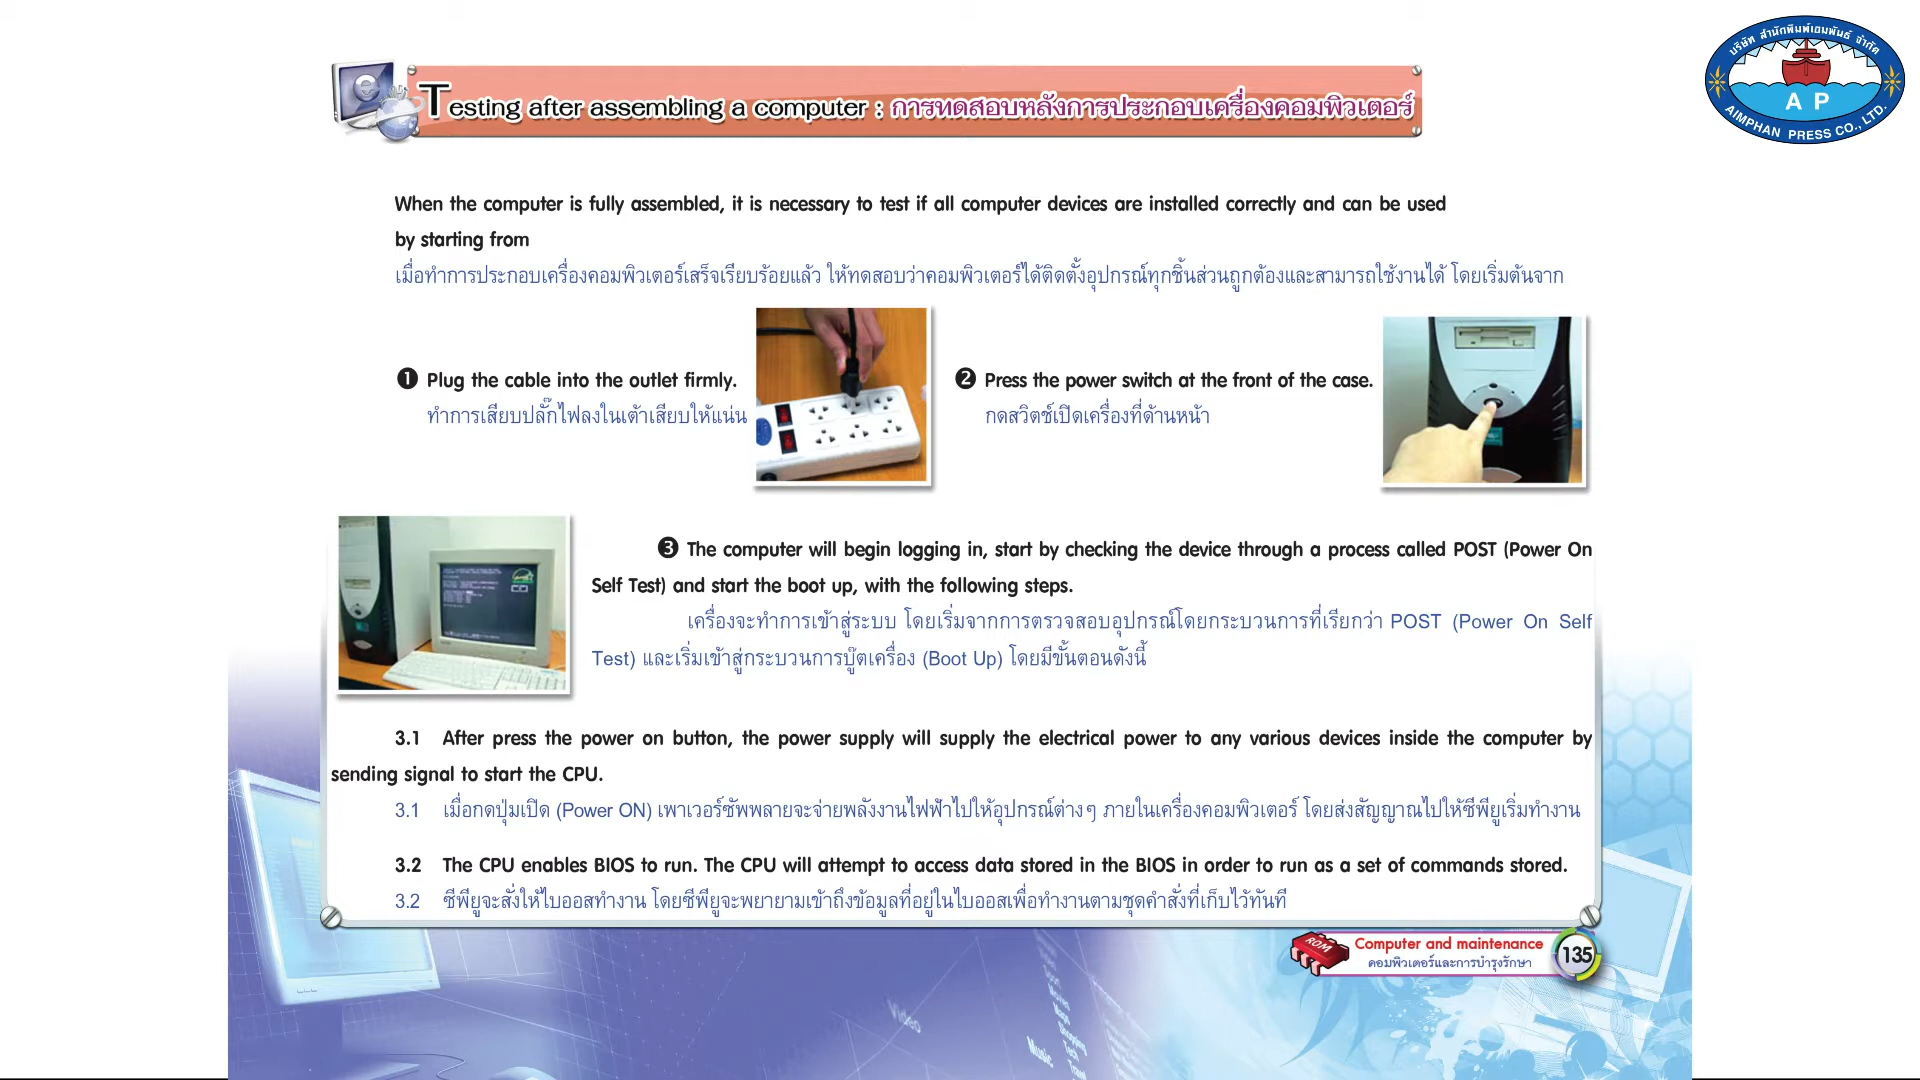 บริษัท สำนักพิมพ์เอมพันธ์ จำกัด
A P
AIMPHAN PRESS CO., LTD.
Testing after assembling a computer : การทดสอบหลังการประกอบเครื่องคอมพิวเตอร์
When the computer is fully assembled, it is necessary to test if all computer devices are installed correctly and can be used
by starting from
เมื่อทำการประกอบเครื่องคอมพิวเตอร์เสร็จเรียบร้อยแล้ว ให้ทดสอบว่าคอมพิวเตอร์ได้ติดตั้งอุปกรณ์ทุกชิ้นส่วนถูกต้องและสามารถใช้งานได้ โดยเริ่มต้นจาก
❶ Plug the cable into the outlet firmly.
ทำการเสียบปลั๊กไฟลงในเต้าเสียบให้แน่น
❷ Press the power switch at the front of the case.
กดสวิตช์เปิดเครื่องที่ด้านหน้า
❸ The computer will begin logging in, start by checking the device through a process called POST (Power On
Self Test) and start the boot up, with the following steps.
เครื่องจะทำการเข้าสู่ระบบ โดยเริ่มจากการตรวจสอบอุปกรณ์โดยกระบวนการที่เรียกว่า POST (Power On Self
Test) และเริ่มเข้าสู่กระบวนการบู๊ตเครื่อง (Boot Up) โดยมีขั้นตอนดังนี้
3.1 After press the power on button, the power supply will supply the electrical power to any various devices inside the computer by
sending signal to start the CPU.
3.1 เมื่อกดปุ่มเปิด (Power ON) เพาเวอร์ซัพพลายจะจ่ายพลังงานไฟฟ้าไปให้อุปกรณ์ต่างๆ ภายในเครื่องคอมพิวเตอร์ โดยส่งสัญญาณไปให้ซีพียูเริ่มทำงาน
3.2 The CPU enables BIOS to run. The CPU will attempt to access data stored in the BIOS in order to run as a set of commands stored.
3.2 ซีพียูจะสั่งให้ไบออสทำงาน โดยซีพียูจะพยายามเข้าถึงข้อมูลที่อยู่ในไบออสเพื่อทำงานตามชุดคำสั่งที่เก็บไว้ทันที
ROM
Computer and maintenance
คอมพิวเตอร์และการบำรุงรักษา
135
Video
Music